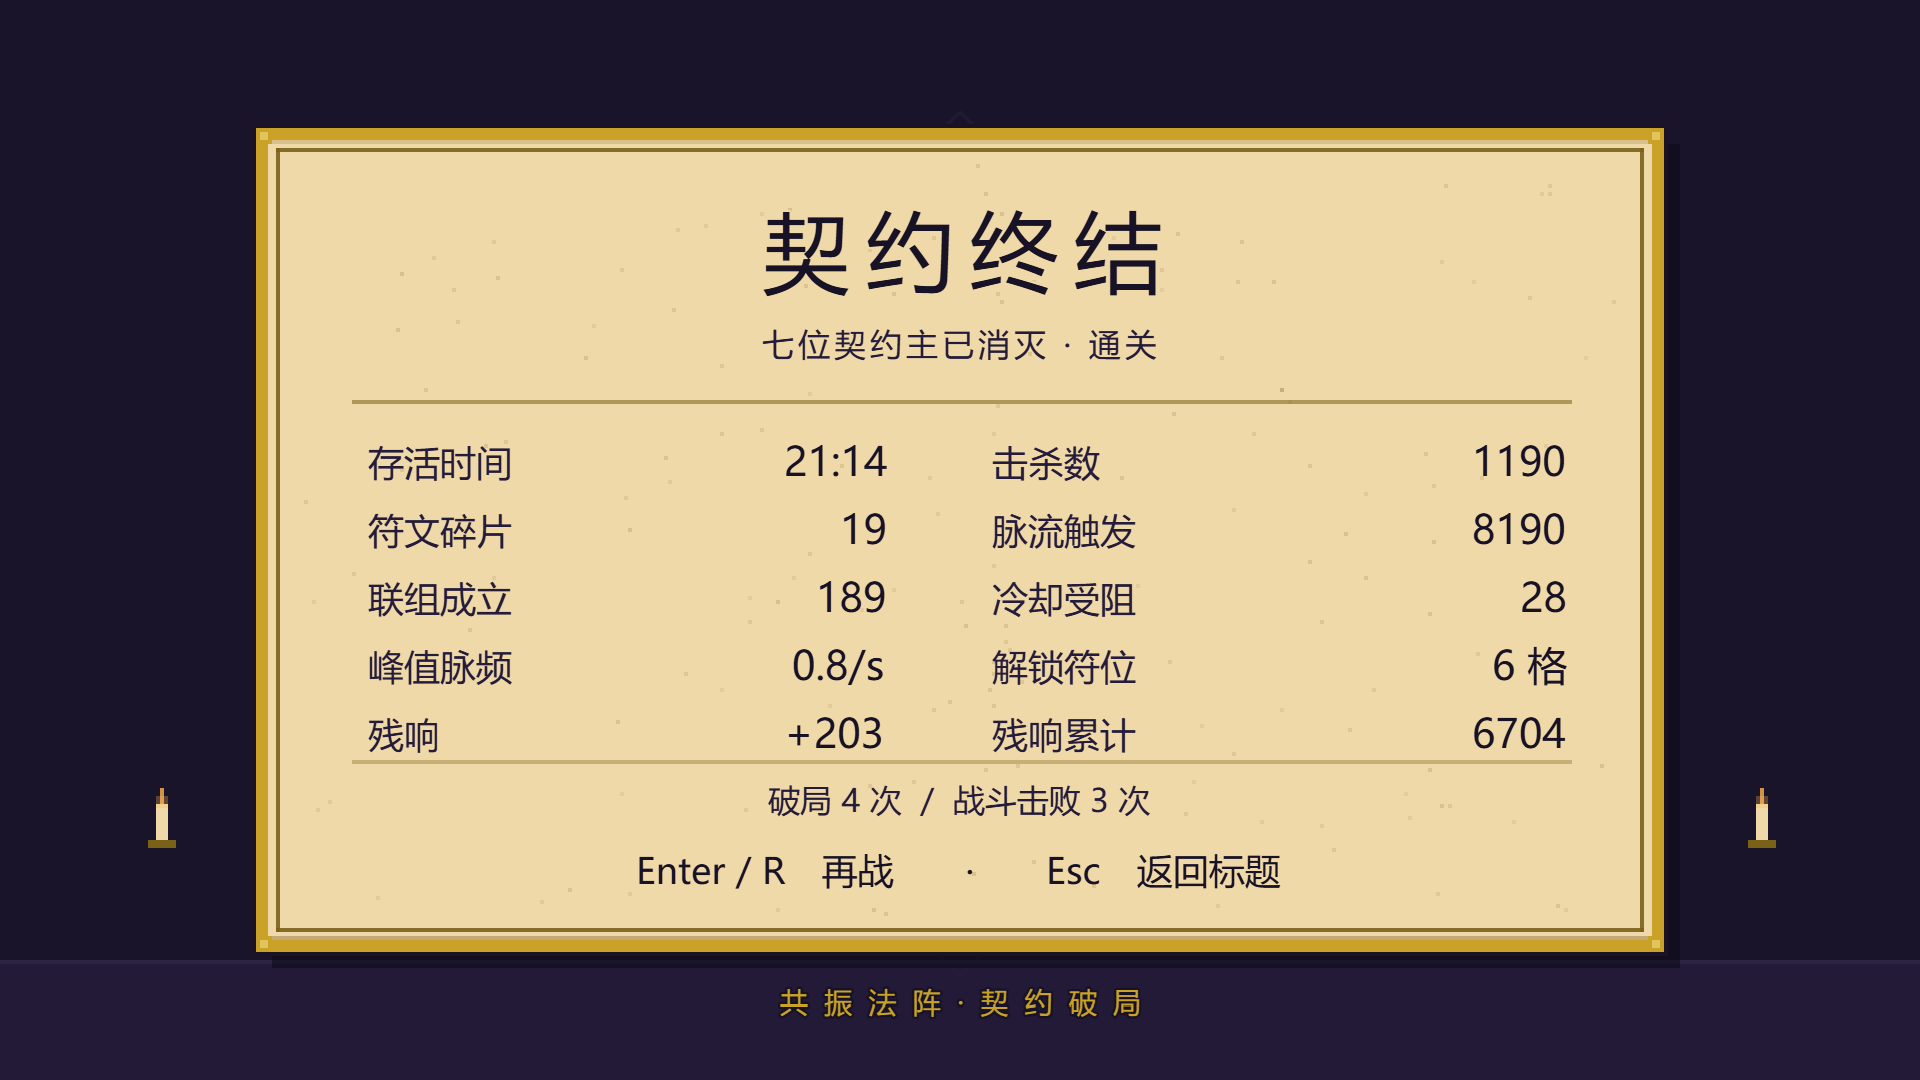 契约终结
七位契约主已消灭 · 通关
存活时间 21:14 击杀数 1190
符文碎片 19 脉流触发 8190
联组成立 189 冷却受阻 28
峰值脉频 0.8/s 解锁符位 6 格
残响 +203 残响累计 6704
破局 4 次 / 战斗击败 3 次
Enter / R 再战 · Esc 返回标题
共振法阵·契约破局